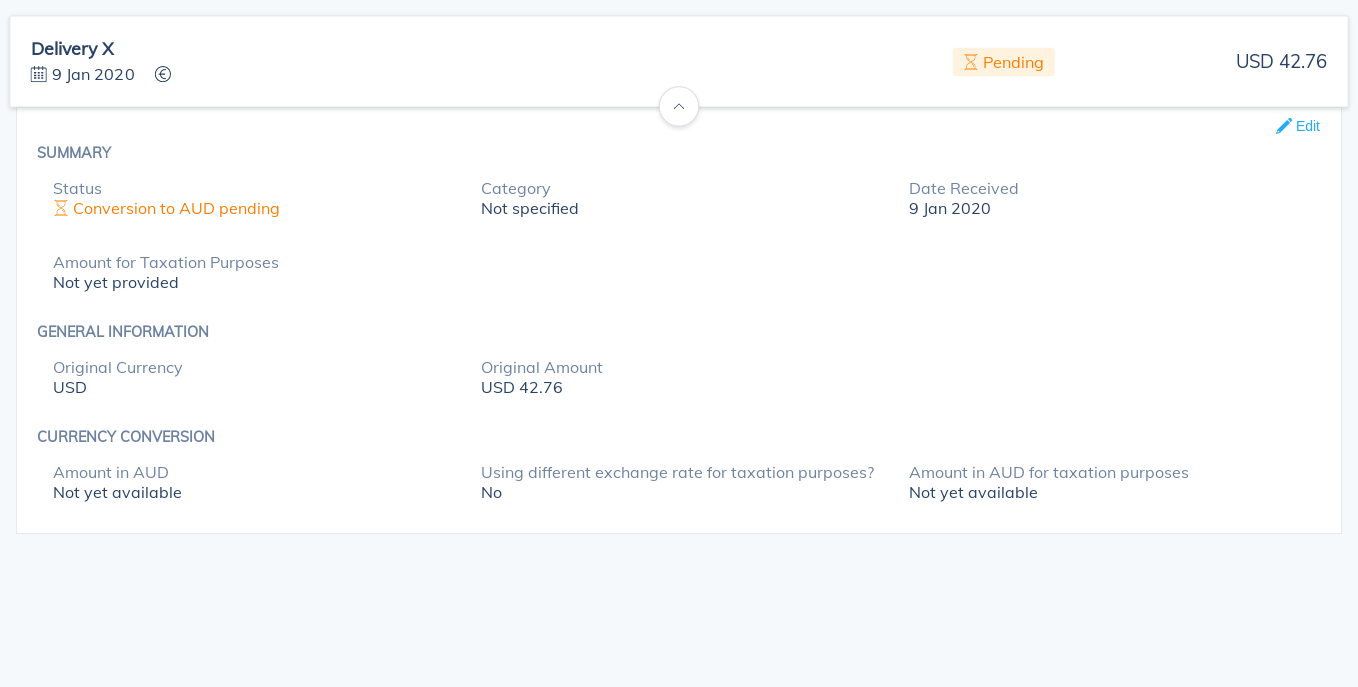 Delivery X
9 Jan 2020
Pending
USD 42.76
Edit
SUMMARY
Status
Conversion to AUD pending
Category
Not specified
Date Received
9 Jan 2020
Amount for Taxation Purposes
Not yet provided
GENERAL INFORMATION
Original Currency
USD
Original Amount
USD 42.76
CURRENCY CONVERSION
Amount in AUD
Not yet available
Using different exchange rate for taxation purposes?
No
Amount in AUD for taxation purposes
Not yet available